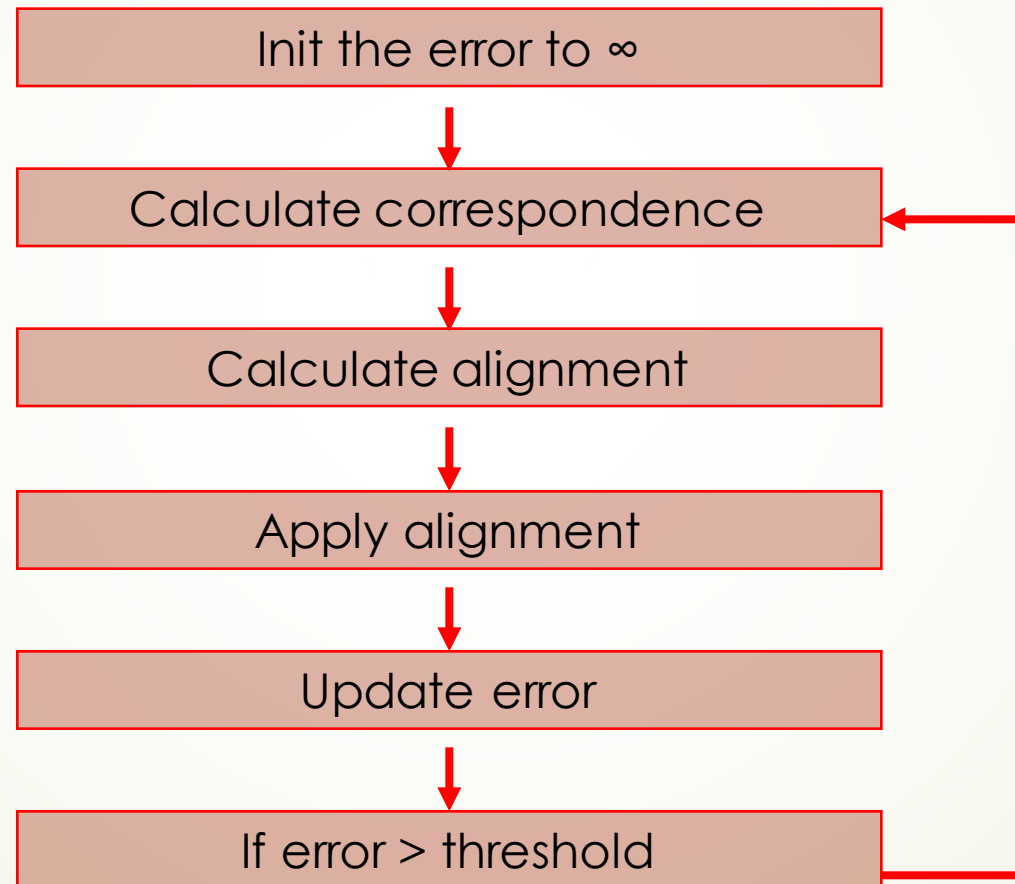 Init the error to ∞
Calculate correspondence
Calculate alignment
Apply alignment
Update error
If error > threshold